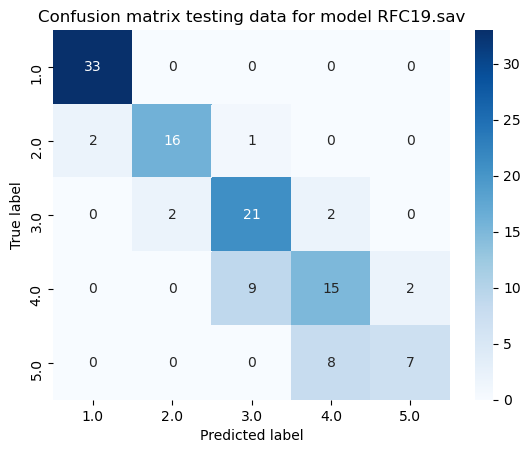 Confusion matrix testing data for model RFC19.sav
True label
1.0 33 0 0 0 0
2.0 2 16 1 0 0
3.0 0 2 21 2 0
4.0 0 0 9 15 2
5.0 0 0 0 8 7
1.0 2.0 3.0 4.0 5.0
Predicted label
30
25
20
15
10
5
0